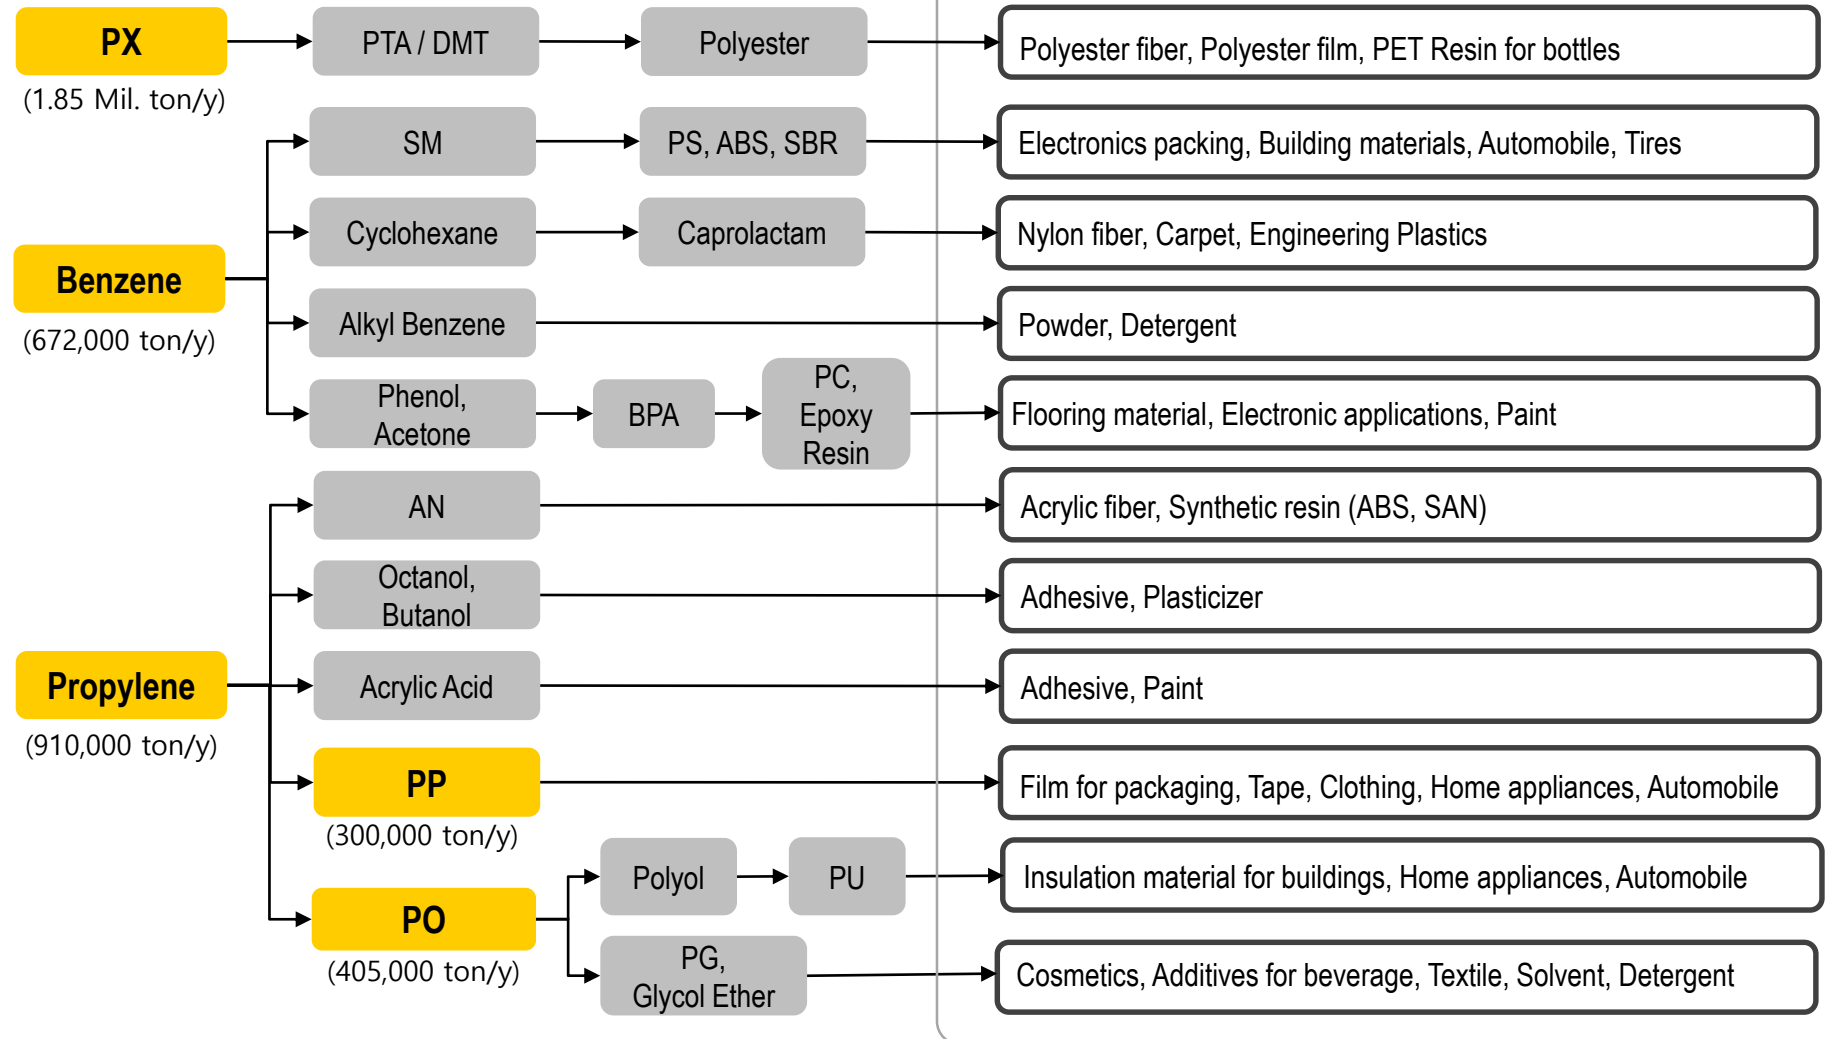 PX
PTA / DMT
Polyester
Polyester fiber, Polyester film, PET Resin for bottles
(1.85 Mil. ton/y)
SM
PS, ABS, SBR
Electronics packing, Building materials, Automobile, Tires
Cyclohexane
Caprolactam
Nylon fiber, Carpet, Engineering Plastics
Benzene
(672,000 ton/y)
Alkyl Benzene
Powder, Detergent
Phenol,
Acetone
BPA
PC,
Epoxy
Resin
Flooring material, Electronic applications, Paint
AN
Acrylic fiber, Synthetic resin (ABS, SAN)
Octanol,
Butanol
Adhesive, Plasticizer
Propylene
(910,000 ton/y)
Acrylic Acid
Adhesive, Paint
PP
(300,000 ton/y)
Film for packaging, Tape, Clothing, Home appliances, Automobile
PO
(405,000 ton/y)
Polyol
PU
Insulation material for buildings, Home appliances, Automobile
PG,
Glycol Ether
Cosmetics, Additives for beverage, Textile, Solvent, Detergent